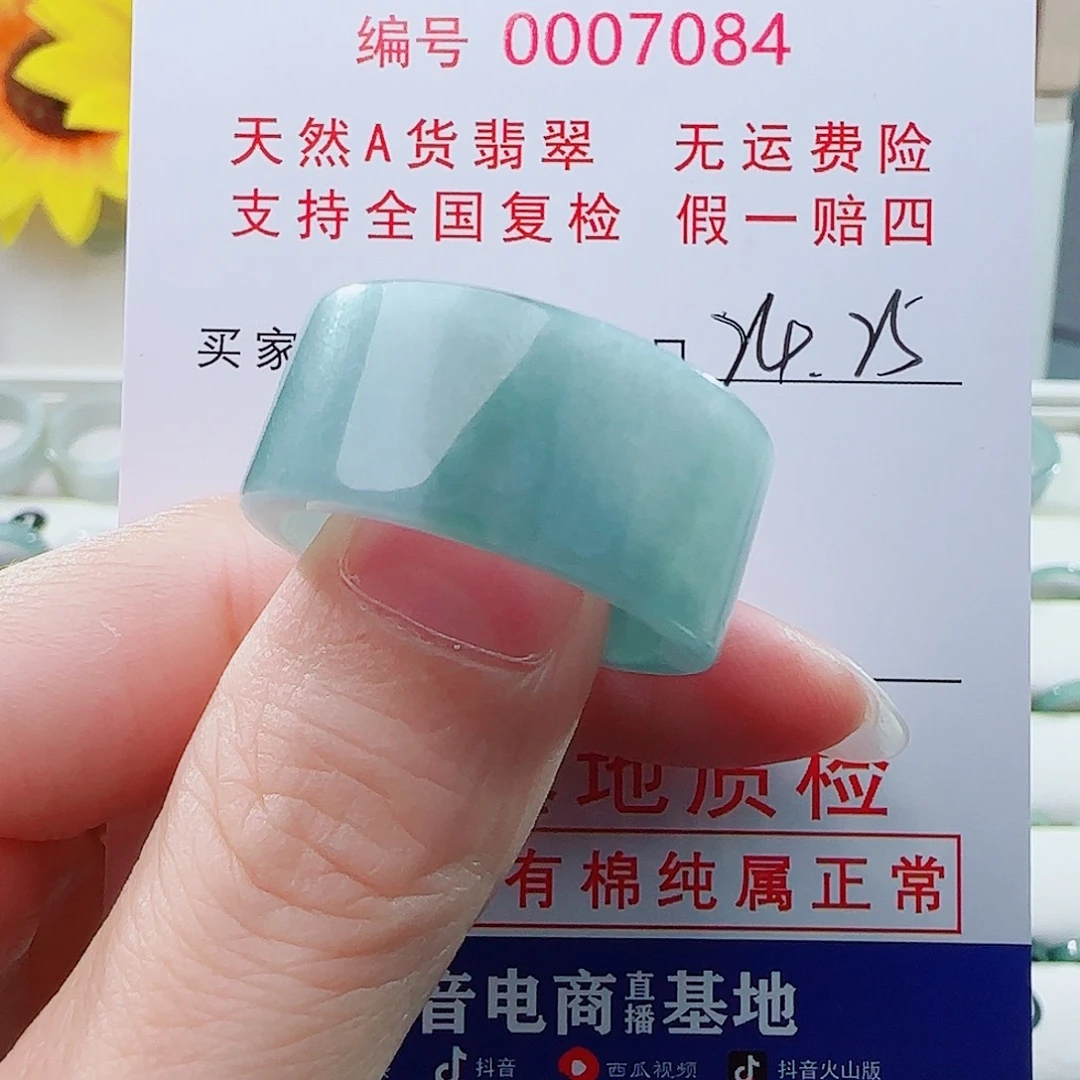 编号 0007084
天然A货翡翠 无运费险
支持全国复检 假一赔四
买家
24.25
地质检
有棉纯属正常
音电商直播基地
抖音 西瓜视频 抖音火山版